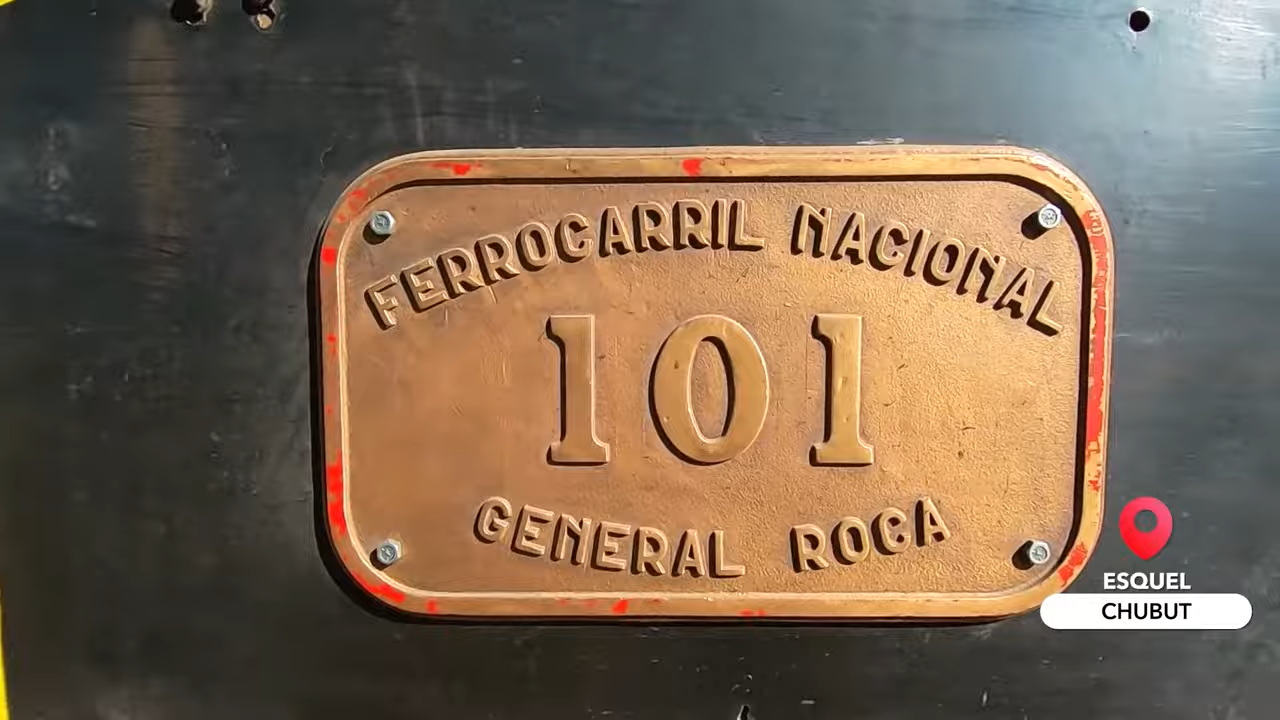 FERROCARRIL NACIONAL
101
GENERAL ROCA
ESQUEL
CHUBUT